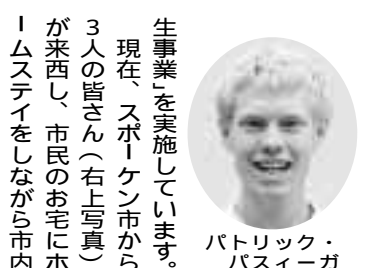 生事業」を実施しています。
現在、スポーケン市から
３人の皆さん（右上写真）
が来西し、市民のお宅にホ
ームステイをしながら市内
パトリック・
パスィーガ